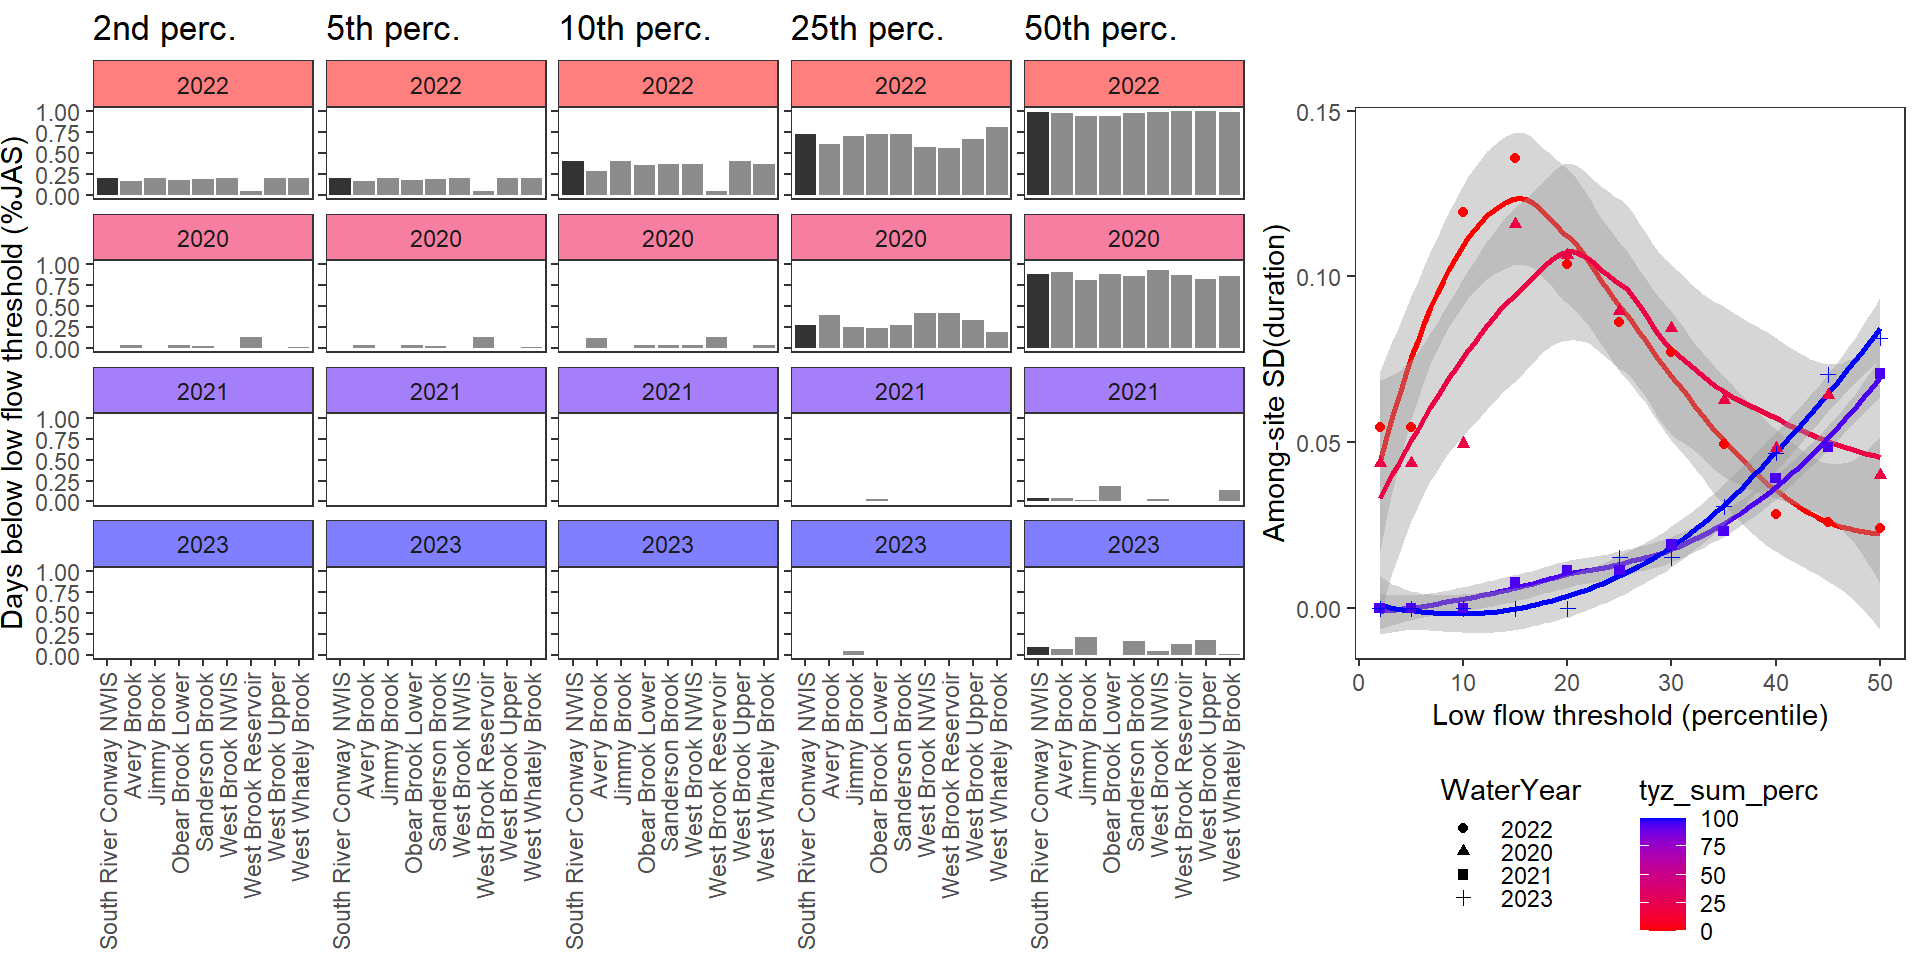 2nd perc. 5th perc. 10th perc. 25th perc. 50th perc.
Days below low flow threshold (%JAS)
2022 2022 2022 2022 2022
1.00
0.75
0.50
0.25
0.00
2020 2020 2020 2020 2020
1.00
0.75
0.50
0.25
0.00
2021 2021 2021 2021 2021
1.00
0.75
0.50
0.25
0.00
2023 2023 2023 2023 2023
1.00
0.75
0.50
0.25
0.00
South River Conway NWIS
Avery Brook
Jimmy Brook
Obear Brook Lower
Sanderson Brook
West Brook NWIS
West Brook Reservoir
West Brook Upper
West Whately Brook
South River Conway NWIS
Avery Brook
Jimmy Brook
Obear Brook Lower
Sanderson Brook
West Brook NWIS
West Brook Reservoir
West Brook Upper
West Whately Brook
South River Conway NWIS
Avery Brook
Jimmy Brook
Obear Brook Lower
Sanderson Brook
West Brook NWIS
West Brook Reservoir
West Brook Upper
West Whately Brook
South River Conway NWIS
Avery Brook
Jimmy Brook
Obear Brook Lower
Sanderson Brook
West Brook NWIS
West Brook Reservoir
West Brook Upper
West Whately Brook
South River Conway NWIS
Avery Brook
Jimmy Brook
Obear Brook Lower
Sanderson Brook
West Brook NWIS
West Brook Reservoir
West Brook Upper
West Whately Brook
Among-site SD(duration)
0.15
0.10
0.05
0.00
0 10 20 30 40 50
Low flow threshold (percentile)
WaterYear
2022
2020
2021
2023
tyz_sum_perc
100
75
50
25
0